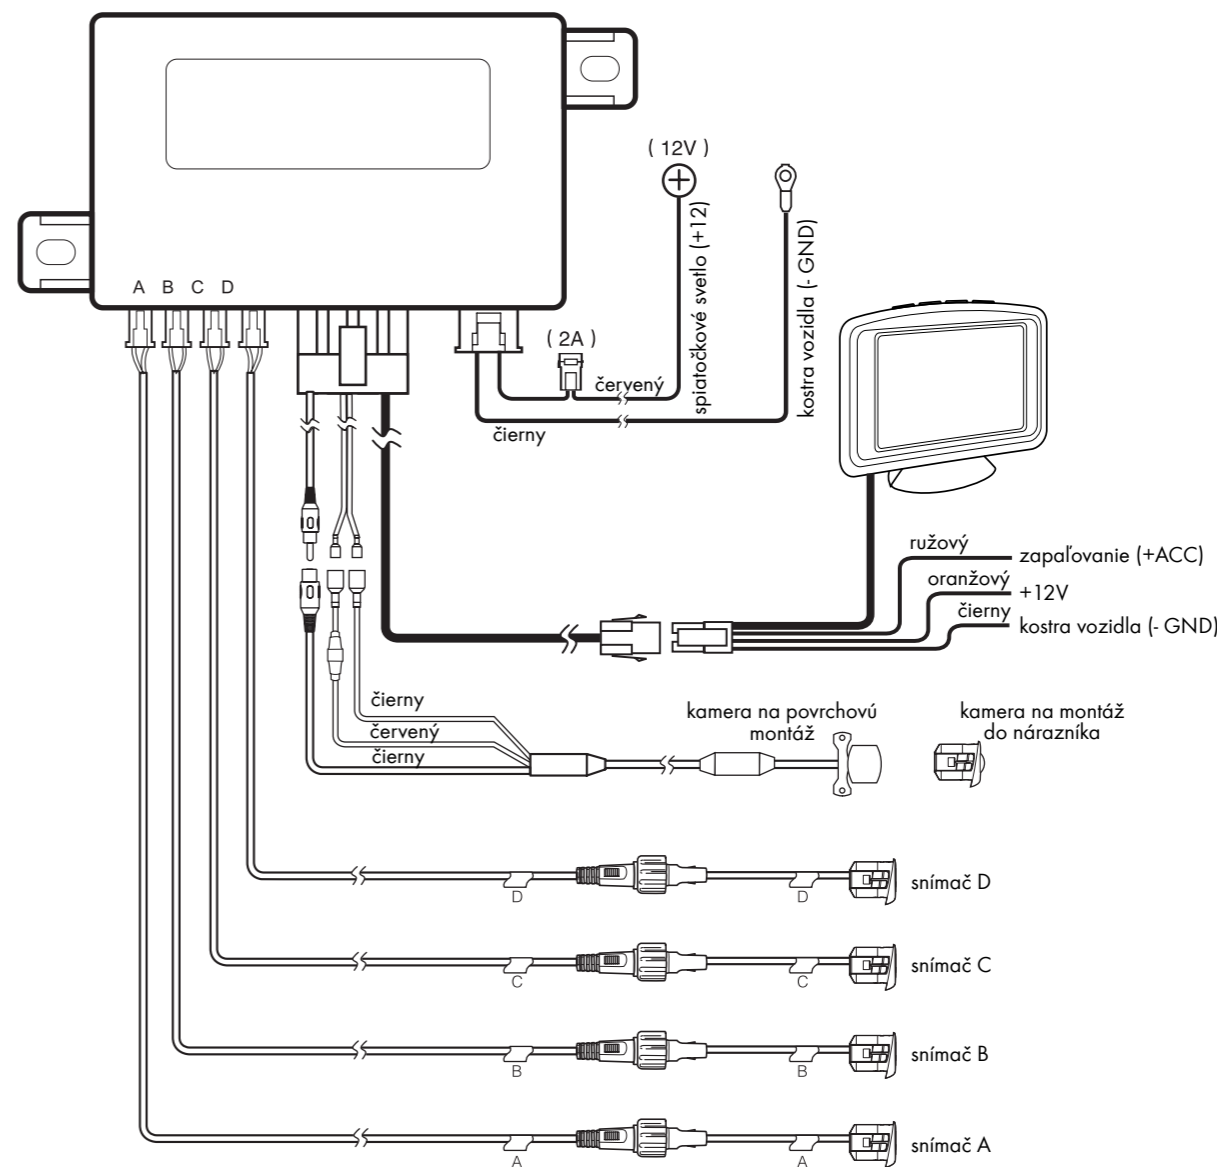 ( 12V )
spiatočkové svetlo (+12)
kostra vozidla (- GND)
A B C D
( 2A )
červený
čierny
ružový
zapaľovanie (+ACC)
oranžový
+12V
čierny
kostra vozidla (- GND)
čierny
červený
čierny
kamera na povrchovú
montáž
kamera na montáž
do nárazníka
D
D
snímač D
C
C
snímač C
B
B
snímač B
A
A
snímač A